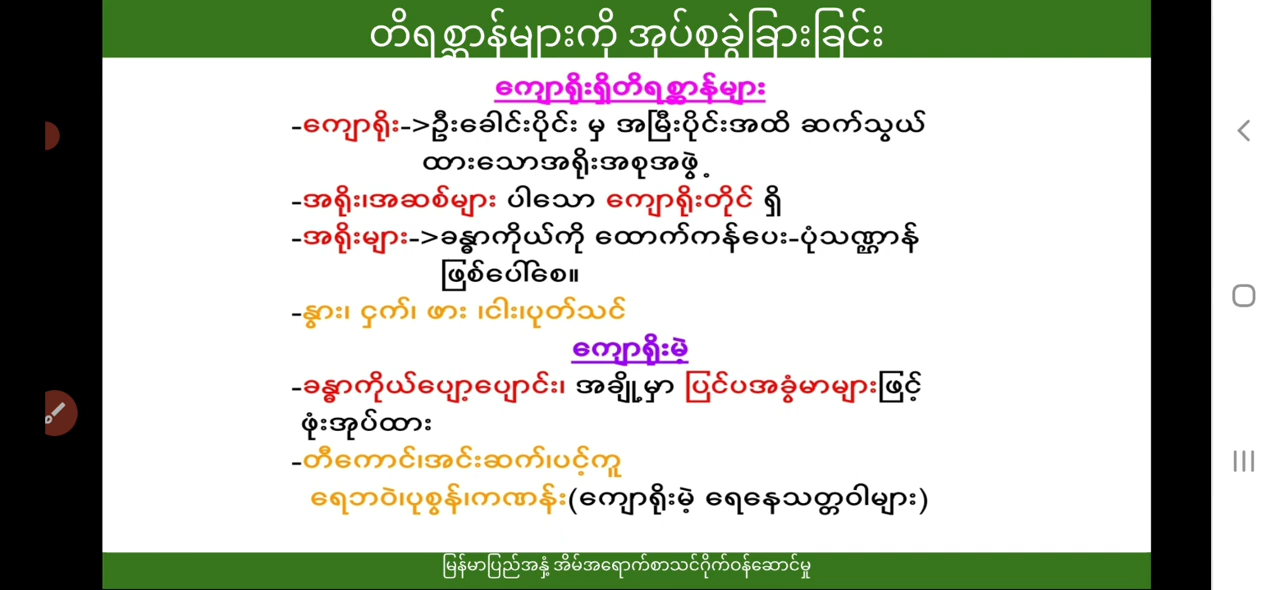 တိရစ္ဆာန်များကို အုပ်စုခွဲခြားခြင်း
ကျောရိုးရှိတိရစ္ဆာန်များ
-ကျောရိုး->ဦးခေါင်းပိုင်း မှ အမြီးပိုင်းအထိ ဆက်သွယ်
ထားသောအရိုးအစုအဖွဲ့
-အရိုး၊အဆစ်များ ပါသော ကျောရိုးတိုင် ရှိ
-အရိုးများ->ခန္ဓာကိုယ်ကို ထောက်ကန်ပေး-ပုံသဏ္ဌာန်
ဖြစ်ပေါ်စေ။
-နွား၊ ငှက်၊ ဖား ၊ငါး၊ပုတ်သင်
ကျောရိုးမဲ့
-ခန္ဓာကိုယ်ပျော့ပျောင်း၊ အချို့မှာ ပြင်ပအခွံမာများဖြင့်
ဖုံးအုပ်ထား
-တီကောင်၊အင်းဆက်၊ပင့်ကူ
ရေဘဝဲ၊ပုစွန်၊ကဏန်း(ကျောရိုးမဲ့ ရေနေသတ္တဝါများ)
မြန်မာပြည်အနှံ့ အိမ်အရောက်စာသင်ဂိုက်ဝန်ဆောင်မှု